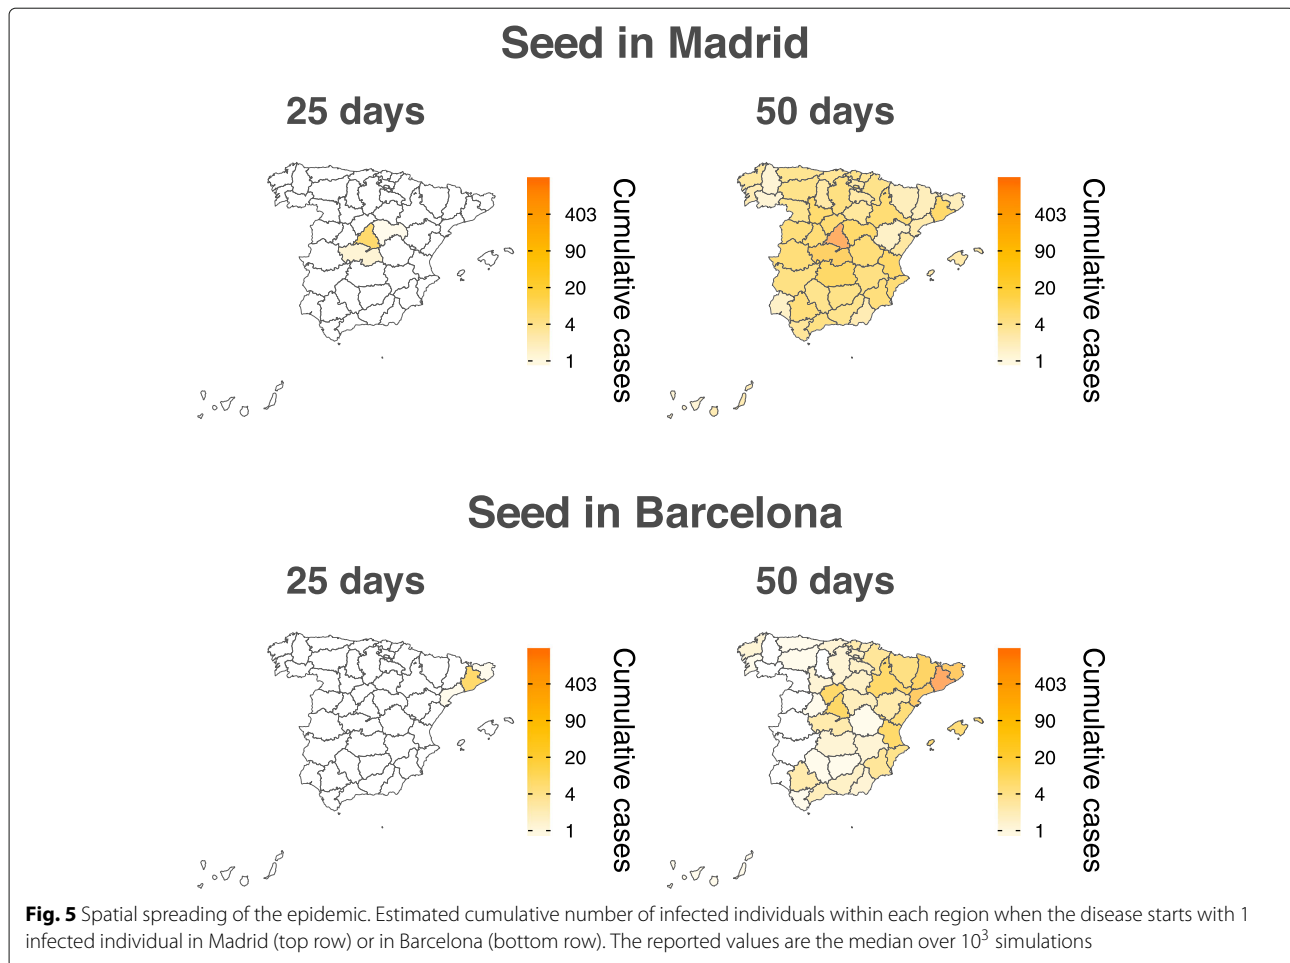 Seed in Madrid
25 days
50 days
403
90
20
4
1
Cumulative cases
403
90
20
4
1
Cumulative cases
Seed in Barcelona
25 days
50 days
403
90
20
4
1
Cumulative cases
403
90
20
4
1
Cumulative cases
Fig. 5 Spatial spreading of the epidemic. Estimated cumulative number of infected individuals within each region when the disease starts with 1
infected individual in Madrid (top row) or in Barcelona (bottom row). The reported values are the median over 10³ simulations